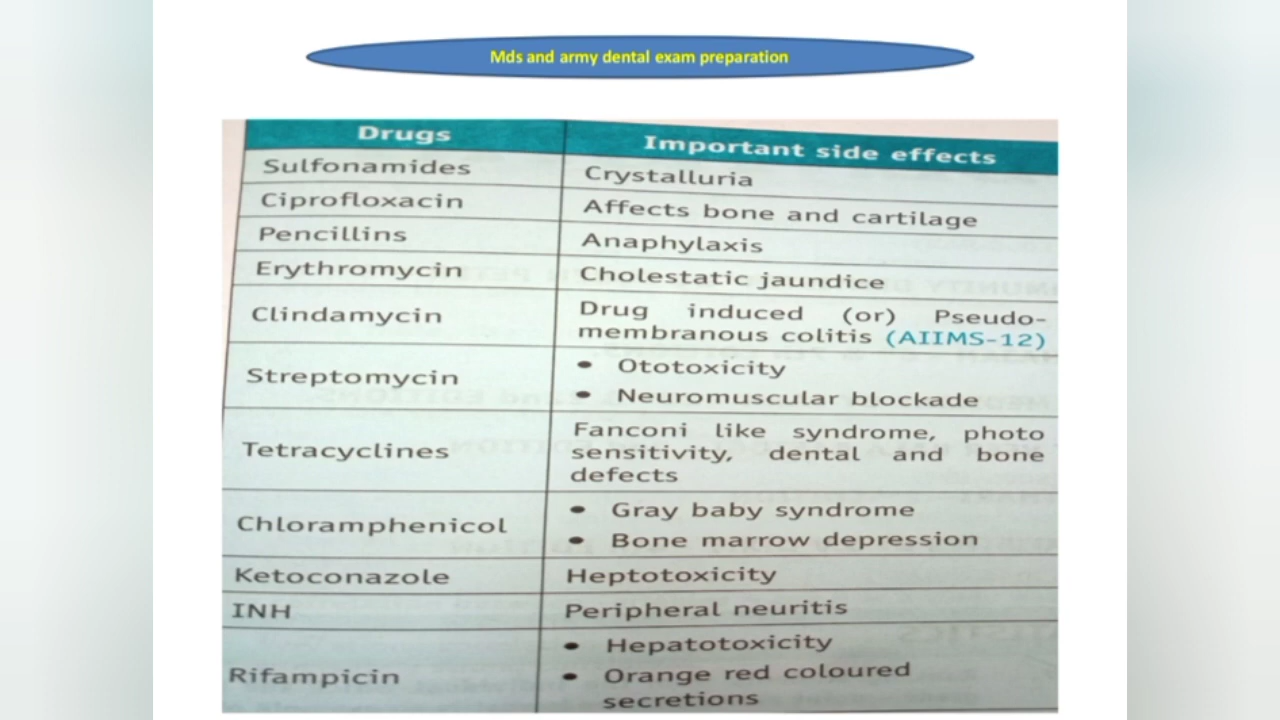 Mds and army dental exam preparation
Drugs
Important side effects
Sulfonamides
Crystalluria
Ciprofloxacin
Affects bone and cartilage
Pencillins
Anaphylaxis
Erythromycin
Cholestatic jaundice
Clindamycin
Drug induced (or) Pseudo-
membranous colitis (AIIMS-12)
Streptomycin
• Ototoxicity
• Neuromuscular blockade
Tetracyclines
Fanconi like syndrome, photo
sensitivity, dental and bone
defects
Chloramphenicol
• Gray baby syndrome
• Bone marrow depression
Ketoconazole
Heptotoxicity
INH
Peripheral neuritis
Rifampicin
• Hepatotoxicity
• Orange red coloured
secretions